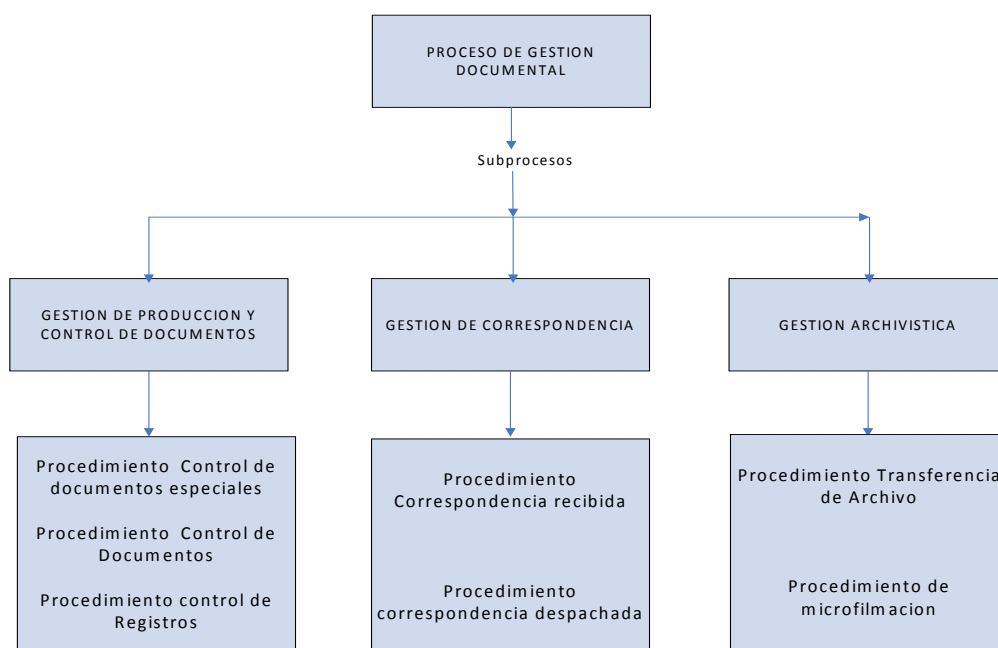 PROCESO DE GESTION
DOCUMENTAL
Subprocesos
GESTION DE PRODUCCION Y
CONTROL DE DOCUMENTOS
GESTION DE CORRESPONDENCIA
GESTION ARCHIVISTICA
Procedimiento Control de
documentos especiales
Procedimiento Control de
Documentos
Procedimiento control de
Registros
Procedimiento
Correspondencia recibida
Procedimiento
correspondencia despachada
Procedimiento Transferencia
de Archivo
Procedimiento de
microfilmacion